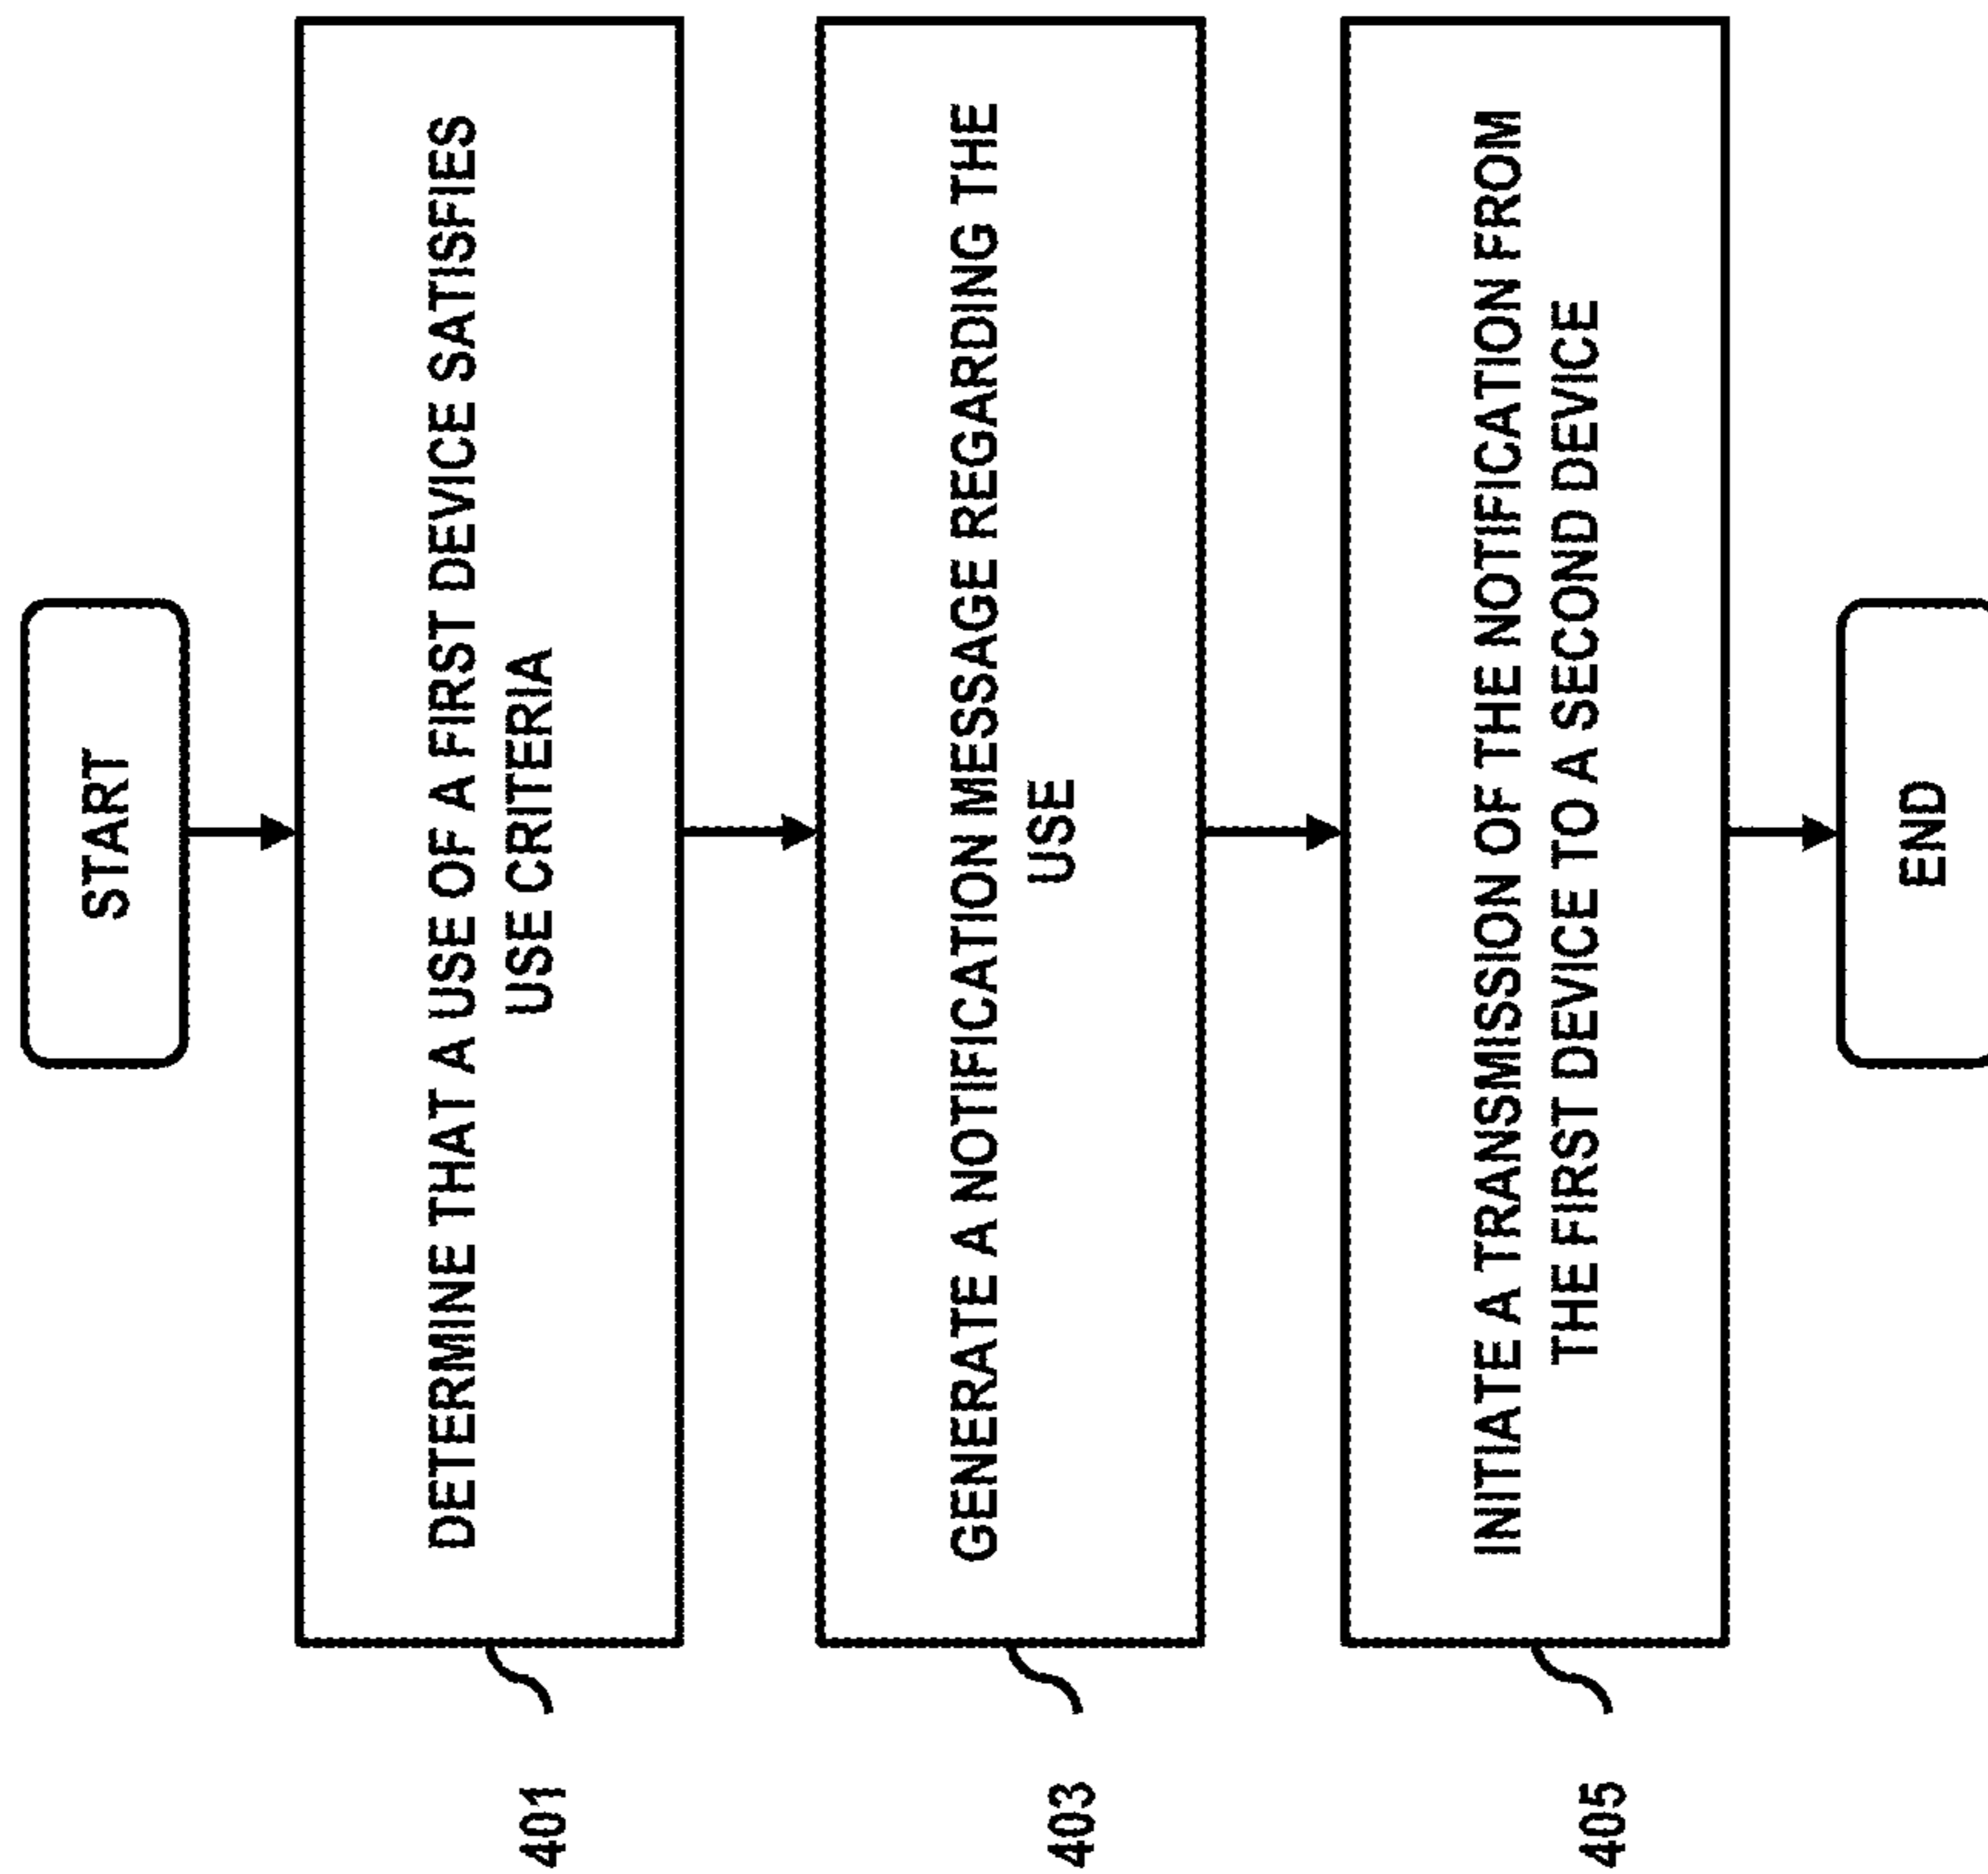 START
401
DETERMINE THAT A USE OF A FIRST DEVICE SATISFIES
USE CRITERIA
403
GENERATE A NOTIFICATION MESSAGE REGARDING THE
USE
405
INITIATE A TRANSMISSION OF THE NOTIFICATION FROM
THE FIRST DEVICE TO A SECOND DEVICE
END